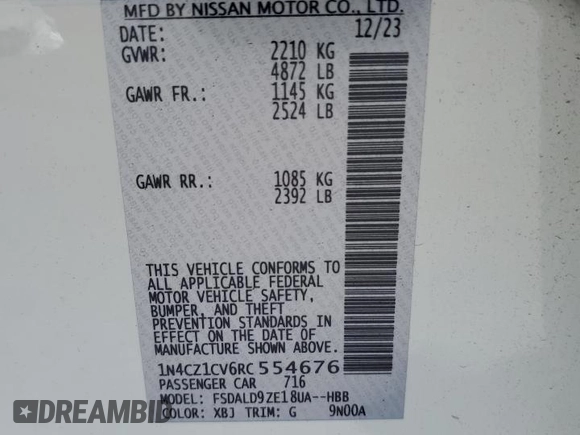 MFD BY NISSAN MOTOR CO., LTD.
DATE: 12/23
GVWR: 2210 KG
4872 LB
GAWR FR.: 1145 KG
2524 LB
GAWR RR.: 1085 KG
2392 LB
THIS VEHICLE CONFORMS TO
ALL APPLICABLE FEDERAL
MOTOR VEHICLE SAFETY,
BUMPER, AND THEFT
PREVENTION STANDARDS IN
EFFECT ON THE DATE OF
MANUFACTURE SHOWN ABOVE.
1N4CZ1CV6RC554676
PASSENGER CAR 716
MODEL: FSDALD9ZE18UA--HBB
COLOR: XBJ TRIM: G 9N00A
DREAMBID